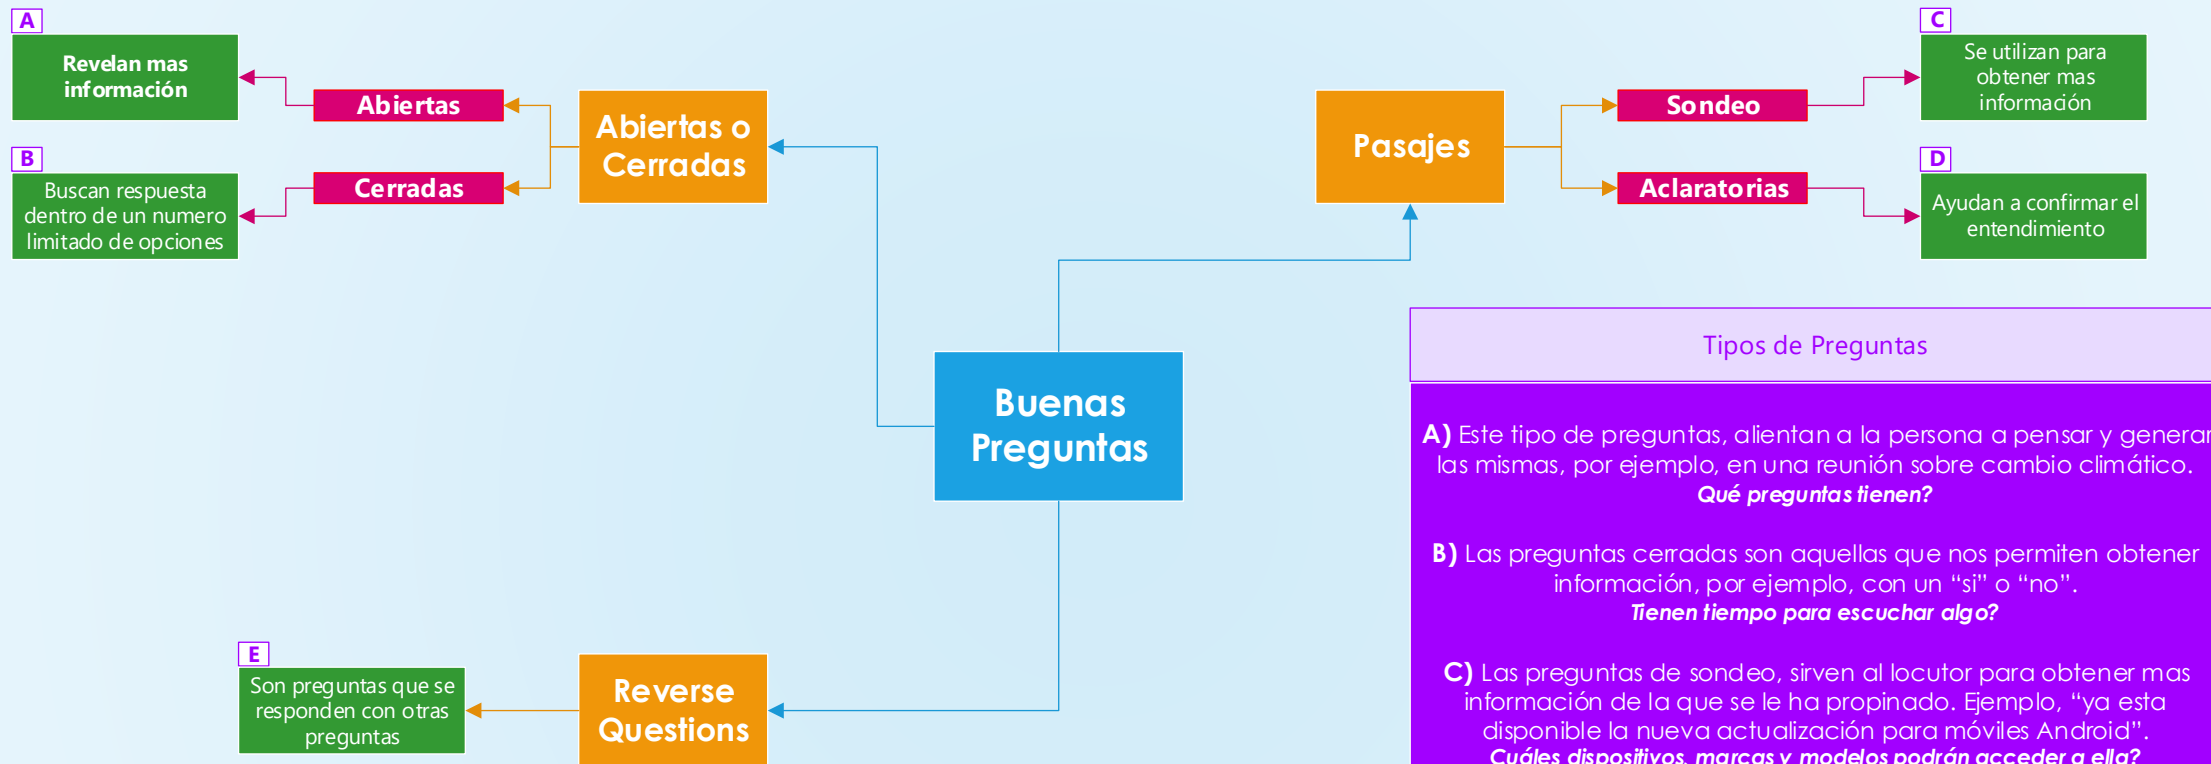 A
Revelan mas
información
Abiertas
B
Buscan respuesta
dentro de un numero
limitado de opciones
Cerradas
Abiertas o
Cerradas
Pasajes
Sondeo
C
Se utilizan para
obtener mas
información
Aclaratorias
D
Ayudan a confirmar el
entendimiento
Buenas
Preguntas
E
Son preguntas que se
responden con otras
preguntas
Reverse
Questions
Tipos de Preguntas
A) Este tipo de preguntas, alientan a la persona a pensar y generar
las mismas, por ejemplo, en una reunión sobre cambio climático.
Qué preguntas tienen?
B) Las preguntas cerradas son aquellas que nos permiten obtener
información, por ejemplo, con un “si” o “no”.
Tienen tiempo para escuchar algo?
C) Las preguntas de sondeo, sirven al locutor para obtener mas
información de la que se le ha propinado. Ejemplo, “ya esta
disponible la nueva actualización para móviles Android”.
Cuáles dispositivos, marcas y modelos podrán acceder a ella?